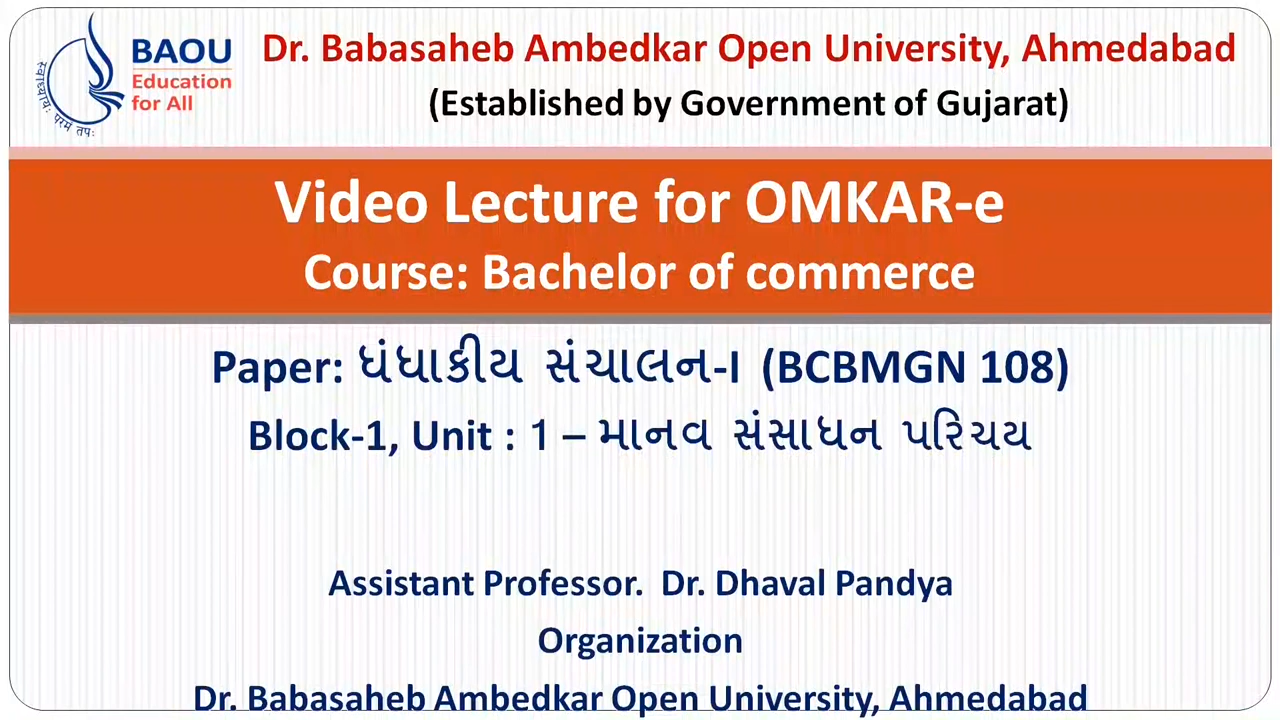 BAOU
Education
for All
स्वाध्यायः परमं तपः
Dr. Babasaheb Ambedkar Open University, Ahmedabad
(Established by Government of Gujarat)
Video Lecture for OMKAR-e
Course: Bachelor of commerce
Paper: ધંધાકીય સંચાલન-I (BCBMGN 108)
Block-1, Unit : 1 – માનવ સંસાધન પરિચય
Assistant Professor. Dr. Dhaval Pandya
Organization
Dr. Babasaheb Ambedkar Open University, Ahmedabad